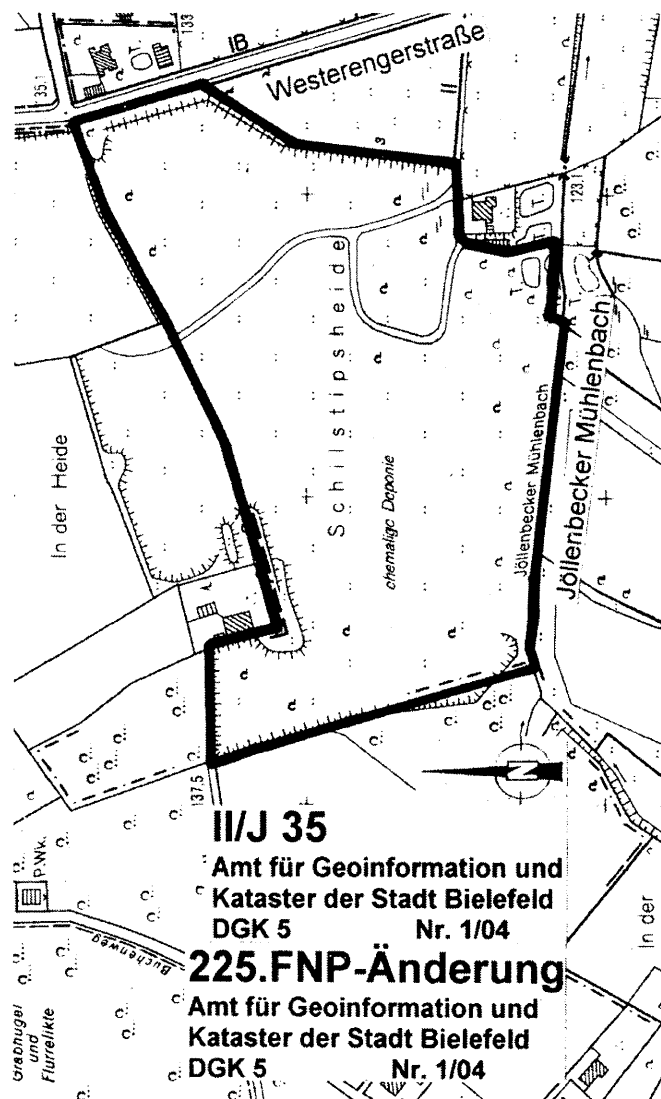 133
IB
T.
35.1
Westerengerstraße
II
3
123.1
T.
T.
T.
T.
Schilstipsheide
In der Heide
chemalige Deponie
Jöllenbecker Mühlenbach
Jöllenbecker Mühlenbach
N
137.5
II/J 35
Amt für Geoinformation und
Kataster der Stadt Bielefeld
DGK 5 Nr. 1/04
P.Wk.
Buchenweg
In der
225.FNP-Änderung
Amt für Geoinformation und
Kataster der Stadt Bielefeld
DGK 5 Nr. 1/04
Grabhügel
und
Flurrelikte